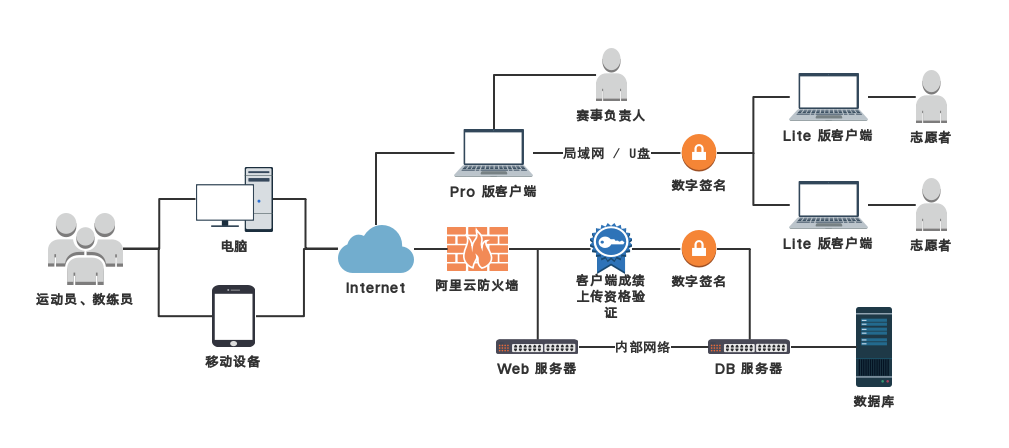 赛事负责人
Lite 版客户端
志愿者
局域网 / U盘
Pro 版客户端
数字签名
电脑
Lite 版客户端
志愿者
运动员、教练员
Internet
阿里云防火墙
客户端成绩
上传资格验
证
数字签名
移动设备
内部网络
Web 服务器
DB 服务器
数据库